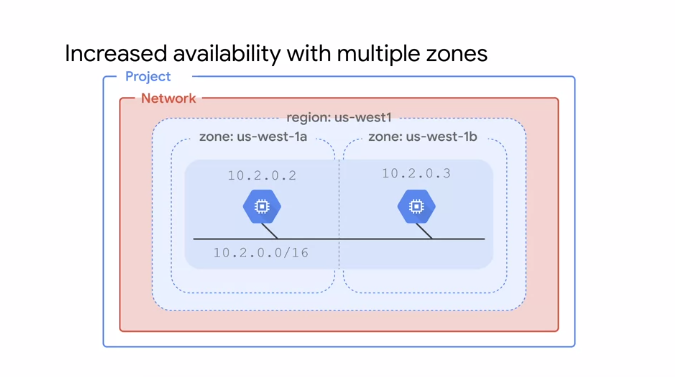 Increased availability with multiple zones
Project
Network
region: us-west1
zone: us-west-1a
zone: us-west-1b
10.2.0.2
10.2.0.3
10.2.0.0/16